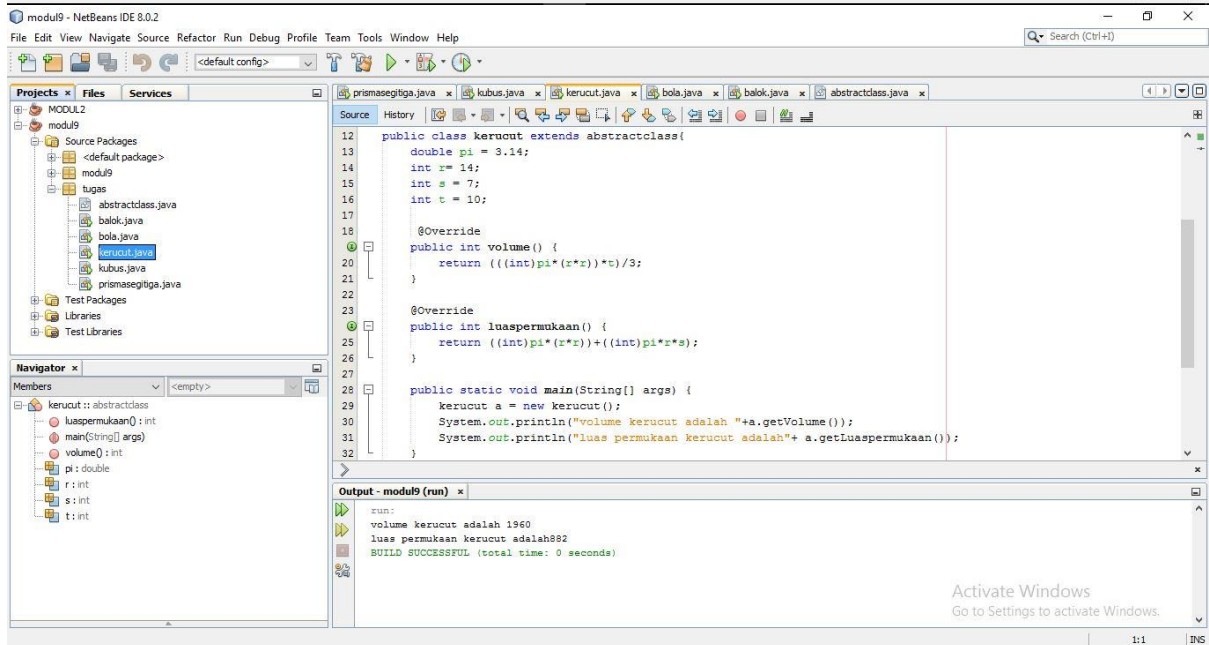 modul9 - NetBeans IDE 8.0.2
File Edit View Navigate Source Refactor Run Debug Profile Team Tools Window Help
Search (Ctrl+I)
<default config>
Projects Files Services
MODUL2
modul9
Source Packages
<default package>
modul9
tugas
abstractclass.java
balok.java
bola.java
kerucut.java
kubus.java
prismasegitiga.java
Test Packages
Libraries
Test Libraries
Navigator
Members <empty>
kerucut :: abstractclass
luaspermukaan() : int
main(String[] args)
volume() : int
pi : double
r : int
s : int
t : int
prismasegitiga.java kubus.java kerucut.java bola.java balok.java abstractclass.java
Source History
12 public class kerucut extends abstractclass{
13 double pi = 3.14;
14 int r= 14;
15 int s = 7;
16 int t = 10;
17
18 @Override
public int volume() {
20 return (((int)pi*(r*r))*t)/3;
21 }
22
23 @Override
public int luaspermukaan() {
25 return ((int)pi*(r*r))+((int)pi*r*s);
26 }
27
28 public static void main(String[] args) {
29 kerucut a = new kerucut();
30 System.out.println("volume kerucut adalah "+a.getVolume());
31 System.out.println("luas permukaan kerucut adalah"+ a.getLuaspermukaan());
32 }
Output - modul9 (run)
run:
volume kerucut adalah 1960
luas permukaan kerucut adalah882
BUILD SUCCESSFUL (total time: 0 seconds)
Activate Windows
Go to Settings to activate Windows.
1:1 INS